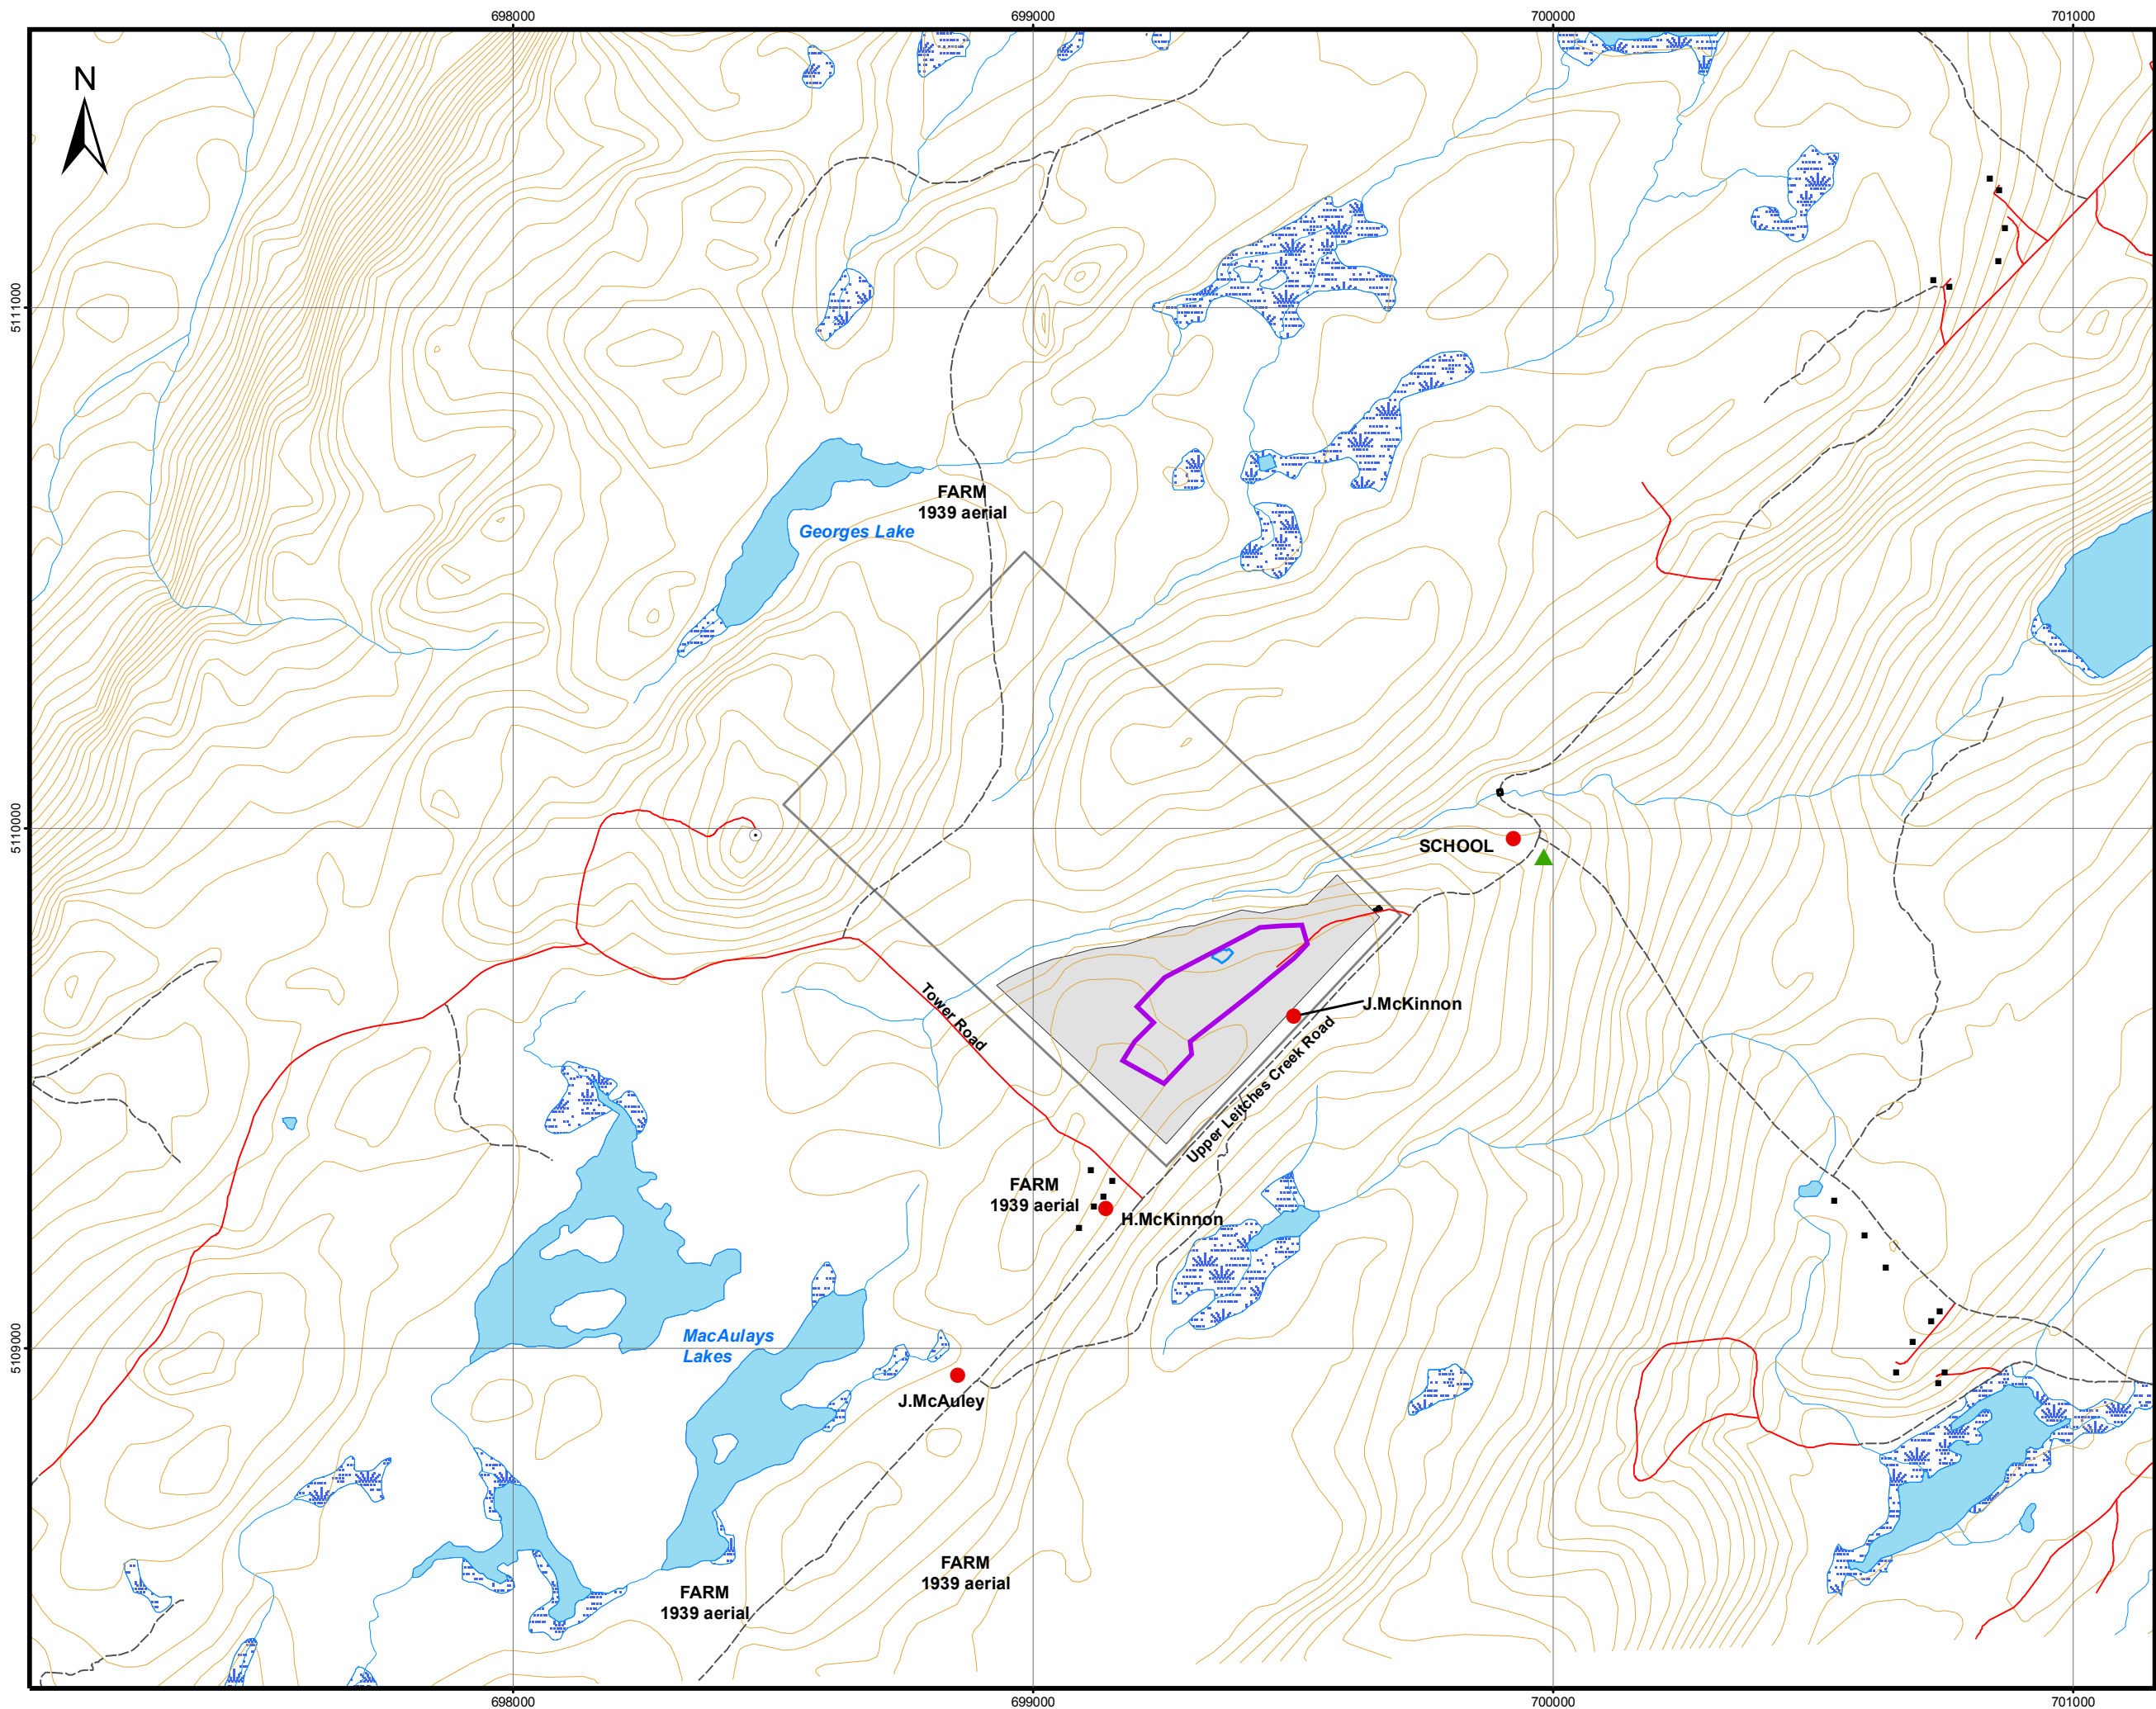 698000
699000
700000
701000
N
5111000
FARM
1939 aerial
Georges Lake
5110000
SCHOOL
Tower Road
J.McKinnon
Upper Leitches Creek Road
FARM
1939 aerial
H.McKinnon
5109000
MacAulays
Lakes
J.McAuley
FARM
1939 aerial
FARM
1939 aerial
698000
699000
700000
701000